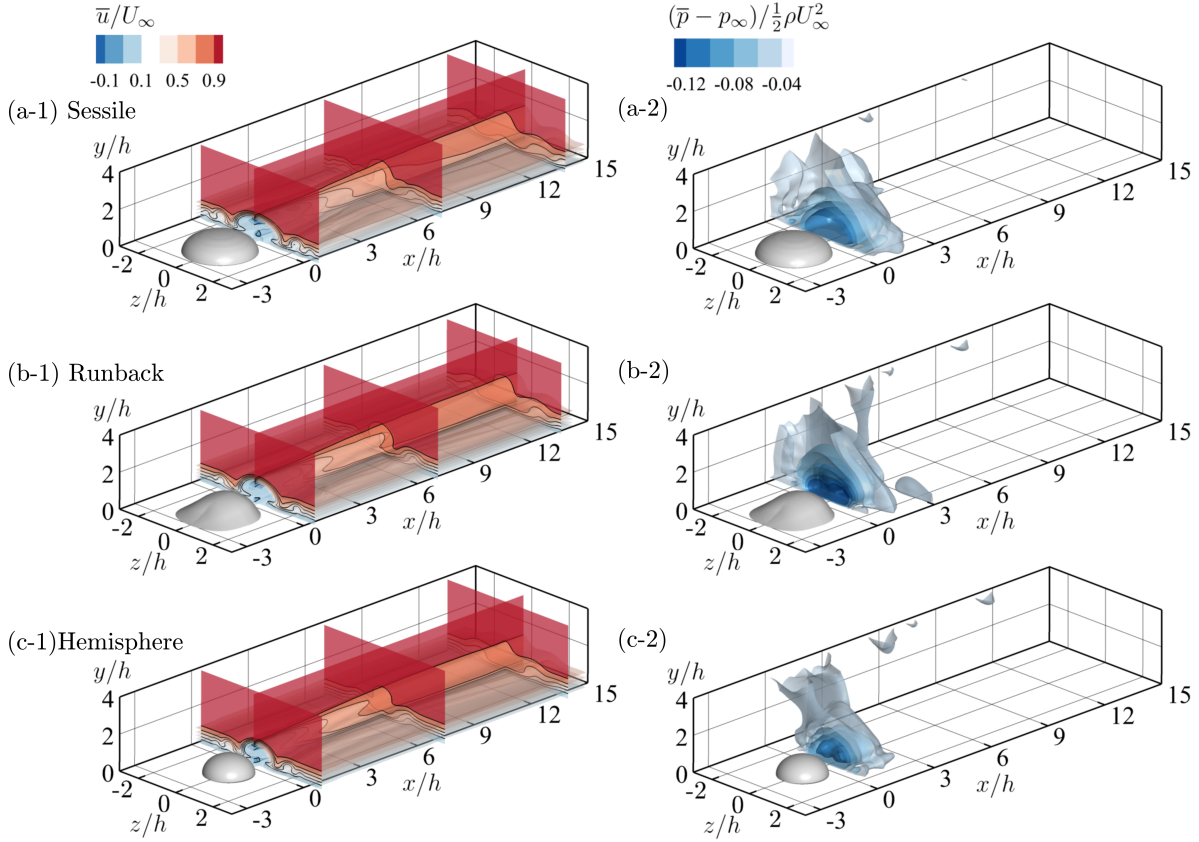 u̅/U∞
-0.1 0.1 0.5 0.9
(p̅ − p∞)/½ρU∞²
-0.12 -0.08 -0.04
(a-1) Sessile
y/h
4
2
0
-2
0
2
z/h
-3
0
3
6
9
12
15
x/h
(a-2)
y/h
4
2
0
-2
0
2
z/h
-3
0
3
6
9
12
15
x/h
(b-1) Runback
y/h
4
2
0
-2
0
2
z/h
-3
0
3
6
9
12
15
x/h
(b-2)
y/h
4
2
0
-2
0
2
z/h
-3
0
3
6
9
12
15
x/h
(c-1)Hemisphere
y/h
4
2
0
-2
0
2
z/h
-3
0
3
6
9
12
15
x/h
(c-2)
y/h
4
2
0
-2
0
2
z/h
-3
0
3
6
9
12
15
x/h